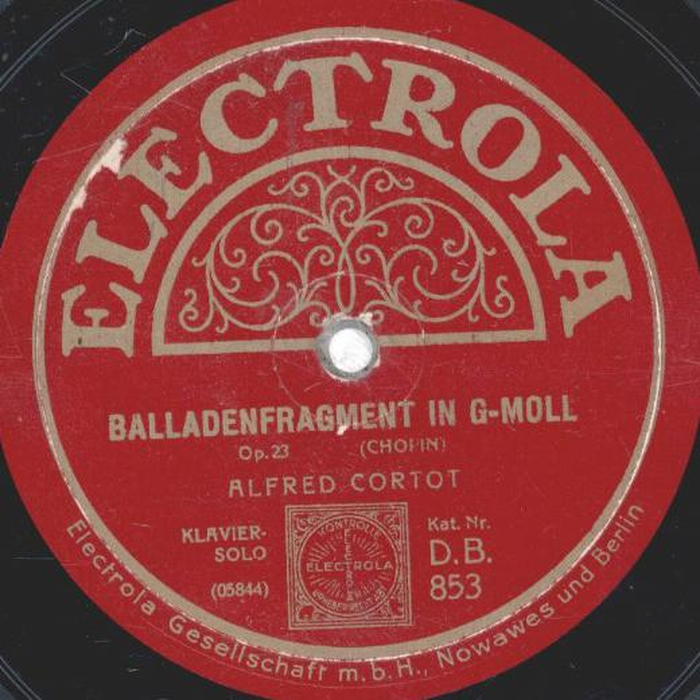 ELECTROLA
BALLADENFRAGMENT IN G-MOLL
Op. 23 (CHOPIN)
ALFRED CORTOT
KLAVIER-
SOLO
(05844)
KONTROLLE
ELECTROLA
Kat. Nr.
D.B.
853
Electrola Gesellschaft m.b.H., Nowawes und Berlin